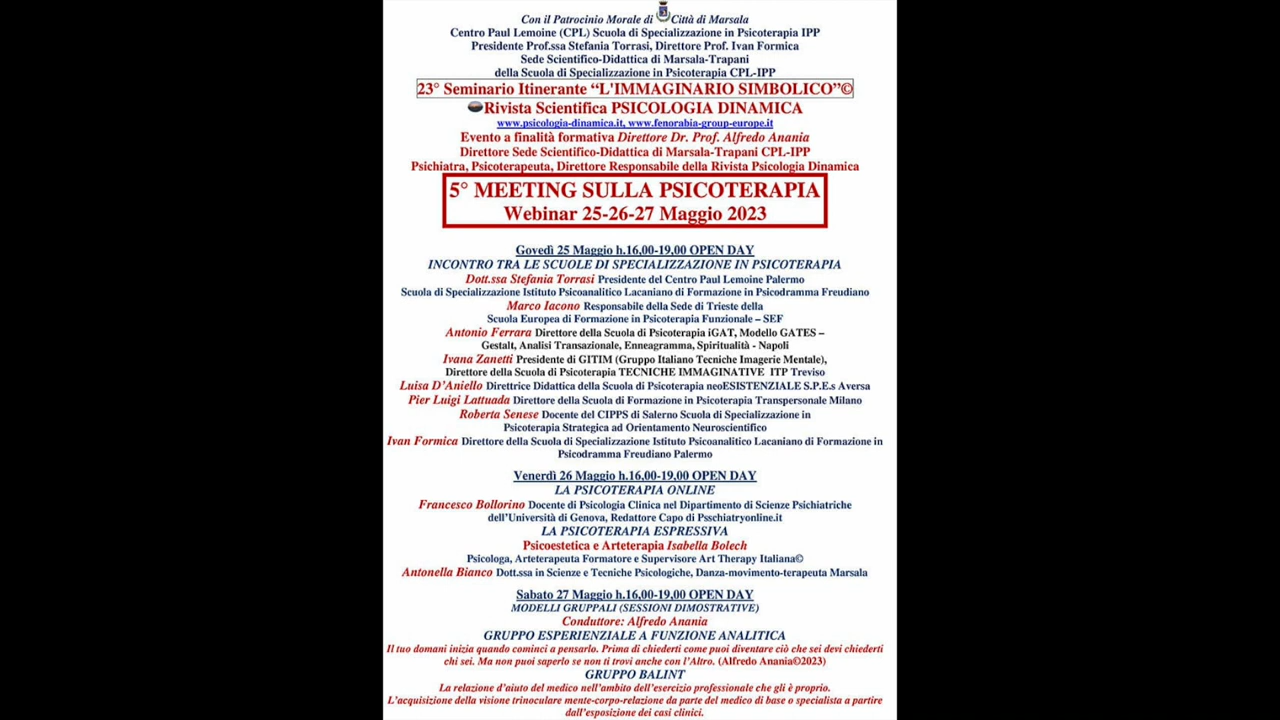 Con il Patrocinio Morale di Città di Marsala
Centro Paul Lemoine (CPL) Scuola di Specializzazione in Psicoterapia IPP
Presidente Prof.ssa Stefania Torrasi, Direttore Prof. Ivan Formica
Sede Scientifico-Didattica di Marsala-Trapani
della Scuola di Specializzazione in Psicoterapia CPL-IPP
23° Seminario Itinerante “L'IMMAGINARIO SIMBOLICO”©
Rivista Scientifica PSICOLOGIA DINAMICA
www.psicologia-dinamica.it, www.fenorabia-group-europe.it
Evento a finalità formativa Direttore Dr. Prof. Alfredo Anania
Direttore Sede Scientifico-Didattica di Marsala-Trapani CPL-IPP
Psichiatra, Psicoterapeuta, Direttore Responsabile della Rivista Psicologia Dinamica
5° MEETING SULLA PSICOTERAPIA
Webinar 25-26-27 Maggio 2023
Govedì 25 Maggio h.16,00-19,00 OPEN DAY
INCONTRO TRA LE SCUOLE DI SPECIALIZZAZIONE IN PSICOTERAPIA
Dott.ssa Stefania Torrasi Presidente del Centro Paul Lemoine Palermo
Scuola di Specializzazione Istituto Psicoanalitico Lacaniano di Formazione in Psicodramma Freudiano
Marco Iacono Responsabile della Sede di Trieste della
Scuola Europea di Formazione in Psicoterapia Funzionale – SEF
Antonio Ferrara Direttore della Scuola di Psicoterapia iGAT, Modello GATES –
Gestalt, Analisi Transazionale, Enneagramma, Spiritualità - Napoli
Ivana Zanetti Presidente di GITIM (Gruppo Italiano Tecniche Imagerie Mentale),
Direttore della Scuola di Psicoterapia TECNICHE IMMAGINATIVE ITP Treviso
Luisa D’Aniello Direttrice Didattica della Scuola di Psicoterapia neoESISTENZIALE S.P.E.s Aversa
Pier Luigi Lattuada Direttore della Scuola di Formazione in Psicoterapia Transpersonale Milano
Roberta Senese Docente del CIPPS di Salerno Scuola di Specializzazione in
Psicoterapia Strategica ad Orientamento Neuroscientifico
Ivan Formica Direttore della Scuola di Specializzazione Istituto Psicoanalitico Lacaniano di Formazione in
Psicodramma Freudiano Palermo
Venerdì 26 Maggio h.16,00-19,00 OPEN DAY
LA PSICOTERAPIA ONLINE
Francesco Bollorino Docente di Psicologia Clinica nel Dipartimento di Scienze Psichiatriche
dell’Università di Genova, Redattore Capo di Psschiatryonline.it
LA PSICOTERAPIA ESPRESSIVA
Psicoestetica e Arteterapia Isabella Bolech
Psicologa, Arteterapeuta Formatore e Supervisore Art Therapy Italiana©
Antonella Bianco Dott.ssa in Scienze e Tecniche Psicologiche, Danza-movimento-terapeuta Marsala
Sabato 27 Maggio h.16,00-19,00 OPEN DAY
MODELLI GRUPPALI (SESSIONI DIMOSTRATIVE)
Conduttore: Alfredo Anania
GRUPPO ESPERIENZIALE A FUNZIONE ANALITICA
Il tuo domani inizia quando cominci a pensarlo. Prima di chiederti come puoi diventare ciò che sei devi chiederti
chi sei. Ma non puoi saperlo se non ti trovi anche con l’Altro. (Alfredo Anania©2023)
GRUPPO BALINT
La relazione d’aiuto del medico nell’ambito dell’esercizio professionale che gli è proprio.
L’acquisizione della visione trinoculare mente-corpo-relazione da parte del medico di base o specialista a partire
dall’esposizione dei casi clinici.